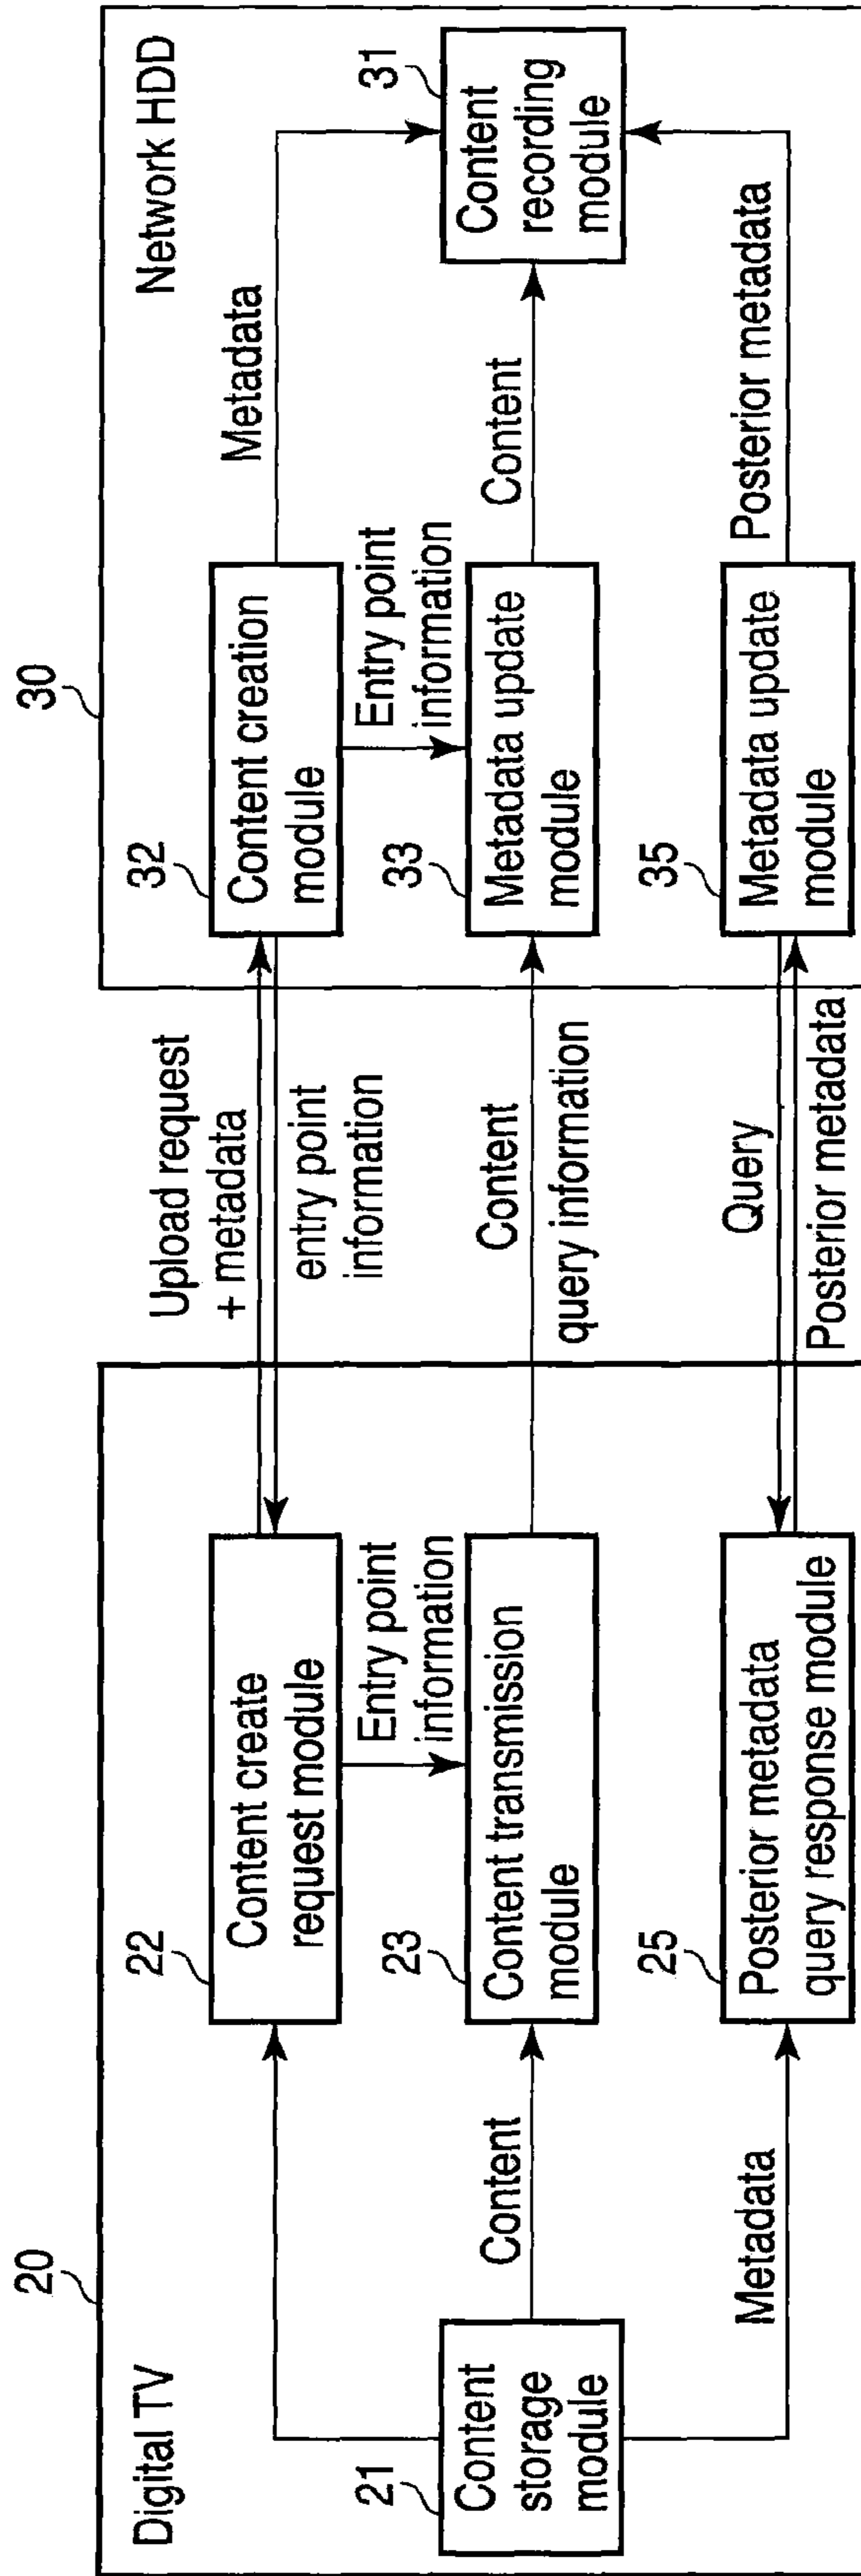 20
Digital TV
21
Content
storage
module
Content
Metadata
22
Content create
request module
Entry point
information
23
Content transmission
module
25
Posterior metadata
query response module
Upload request
+ metadata
entry point
information
Content
query information
Query
Posterior metadata
30
Network HDD
32
Content creation
module
Entry point
information
33
Metadata update
module
35
Metadata update
module
Metadata
Content
Posterior metadata
31
Content
recording
module